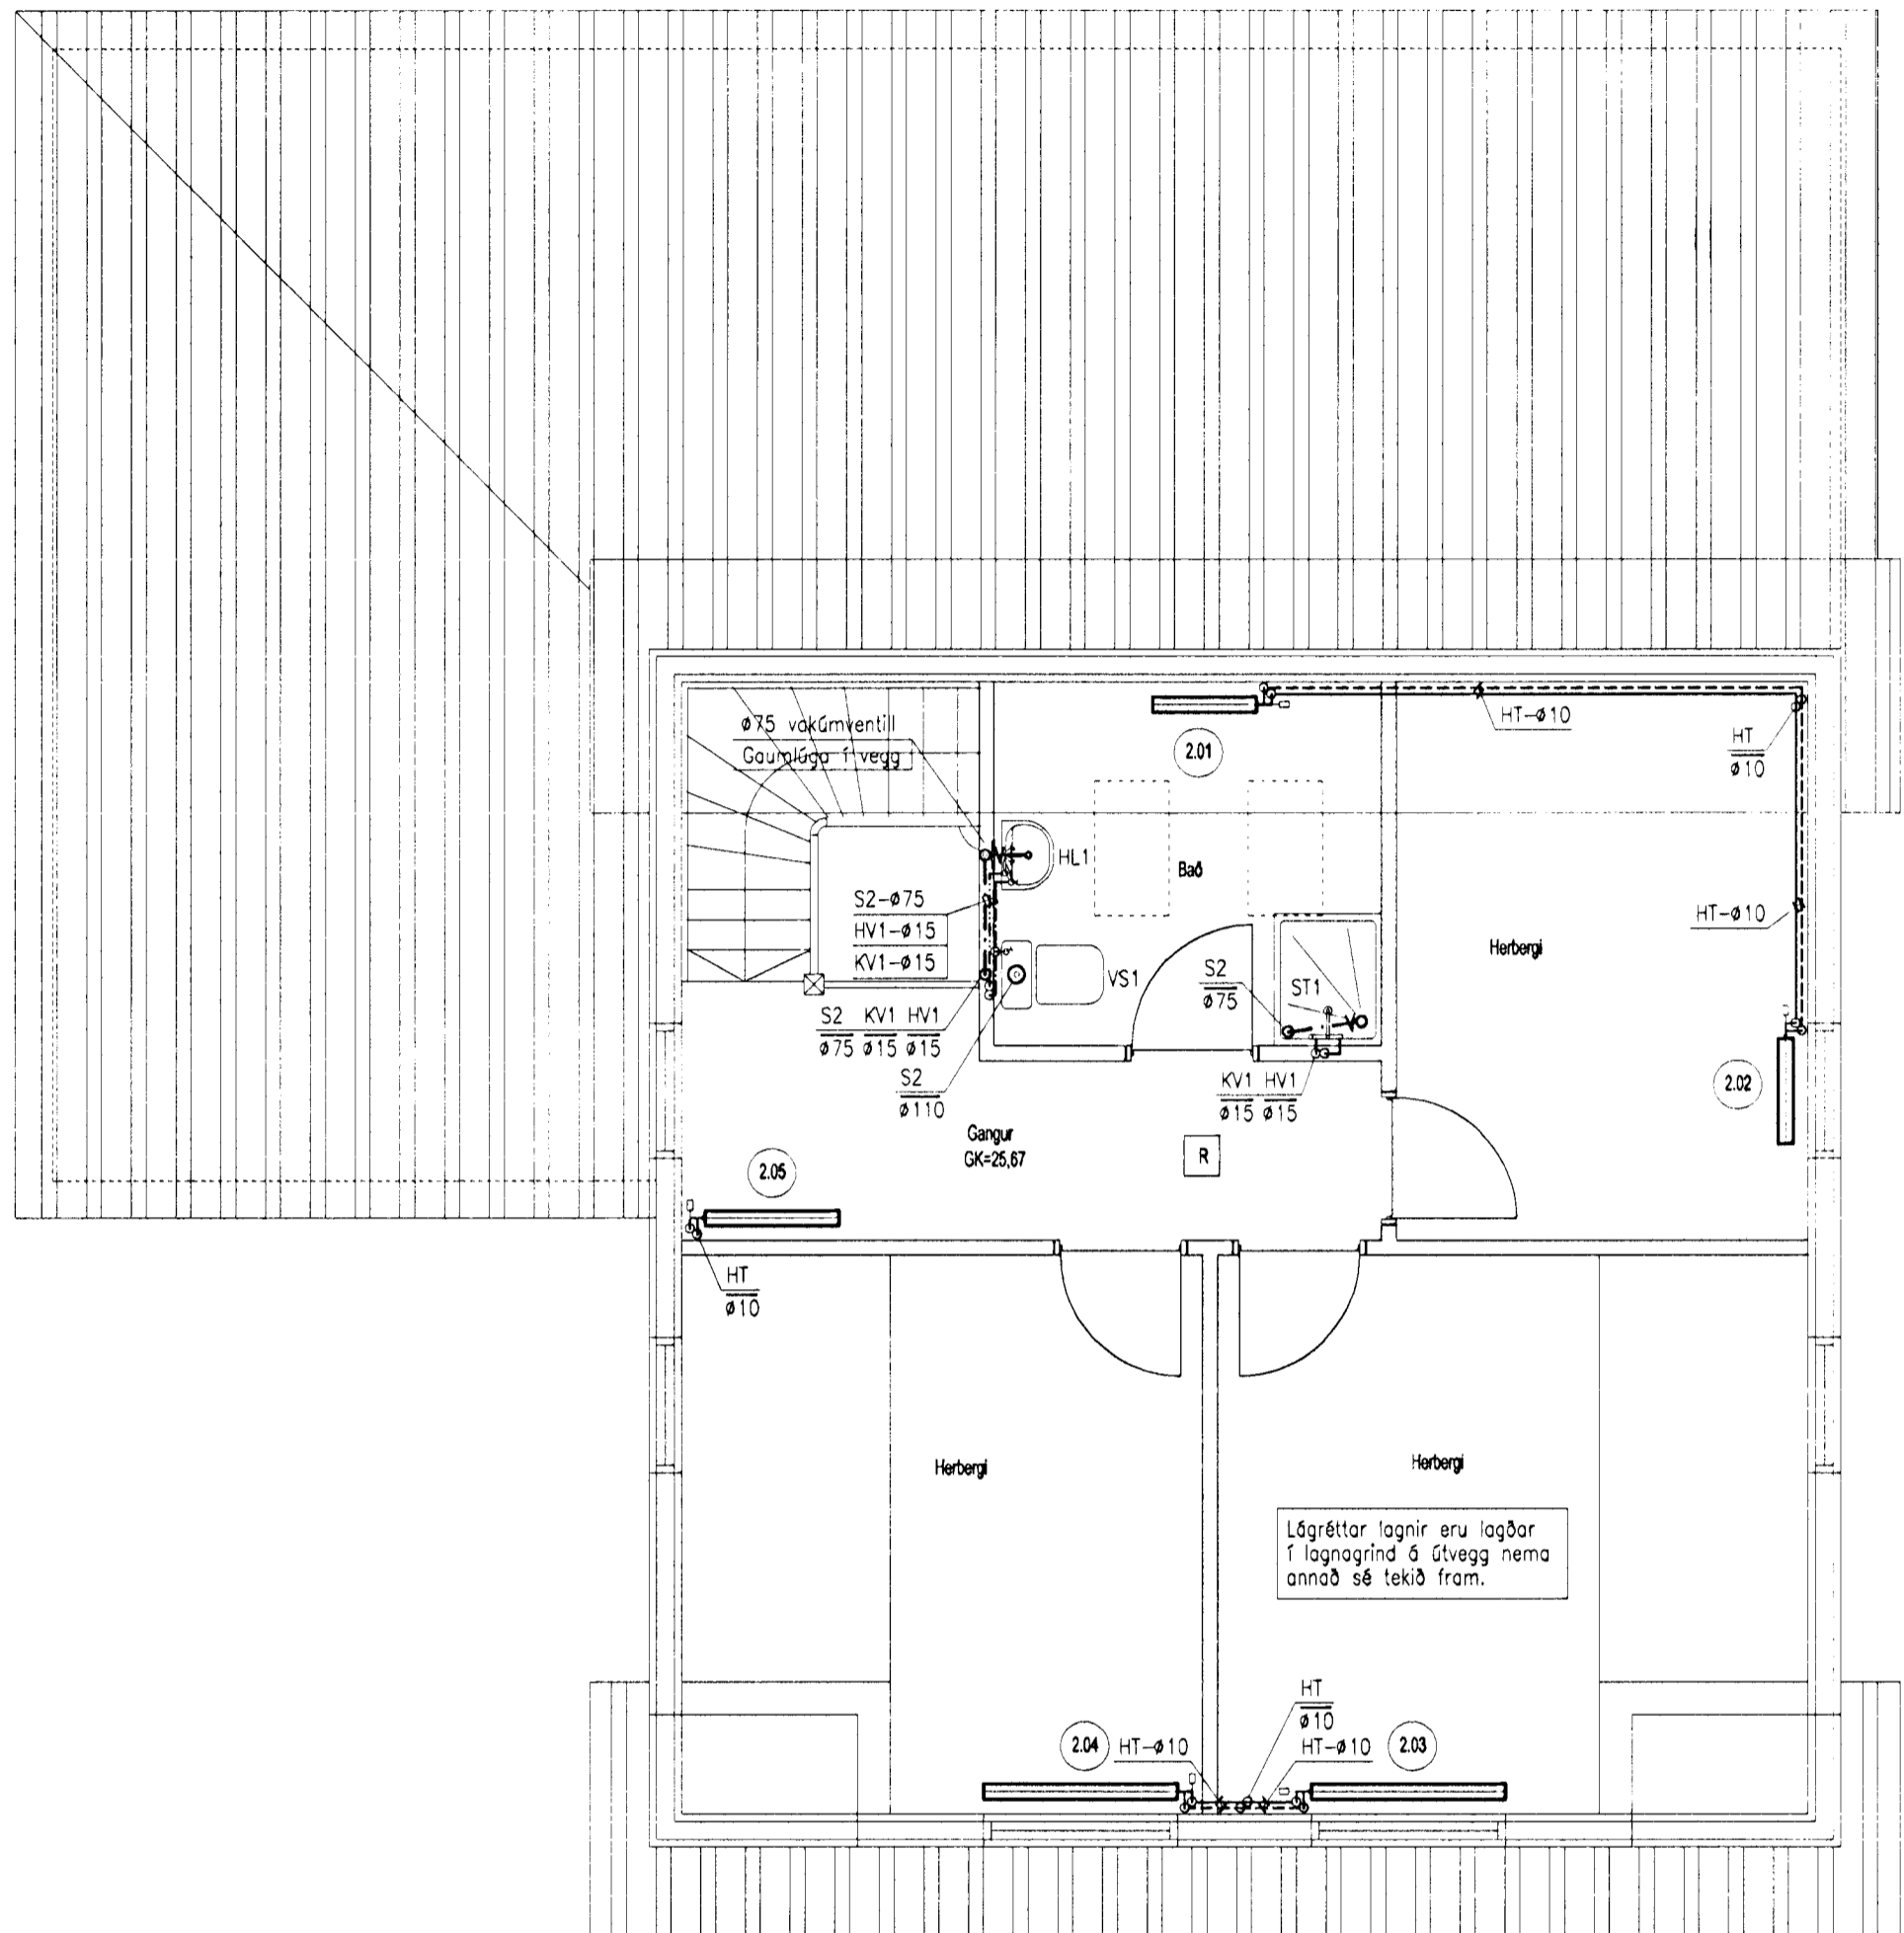 ø75 vakúmventill
Gaumlúga í vegg
2.01
HT-ø10
HT
ø10
HL1
Bað
S2-ø75
HV1-ø15
KV1-ø15
HT-ø10
Herbergi
VS1
S2
ø75
ST1
S2 KV1 HV1
ø75 ø15 ø15
S2
ø110
KV1 HV1
ø15 ø15
2.02
Gangur
GK=25,67
R
2.05
HT
ø10
Herbergi
Herbergi
Lágréttar lagnir eru lagðar
í lagnagrind á útvegg nema
annað sé tekið fram.
HT
ø10
2.04
HT-ø10
HT-ø10
2.03